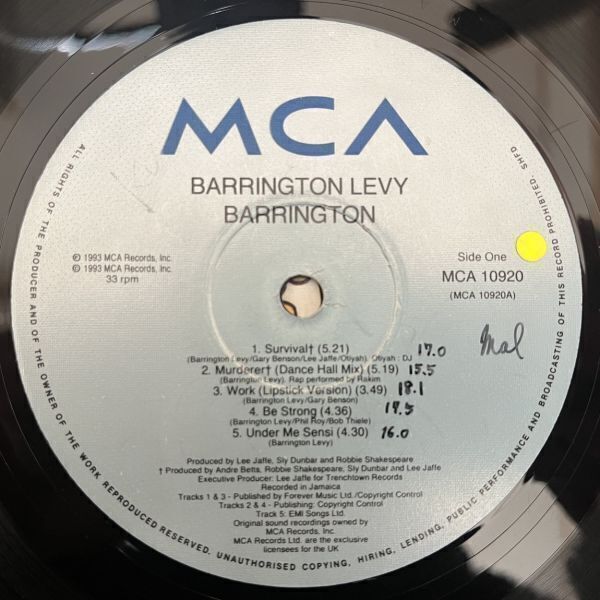 MCA
BARRINGTON LEVY
BARRINGTON
℗ 1993 MCA Records, Inc.
© 1993 MCA Records, Inc.
33 rpm
Side One
MCA 10920
(MCA 10920A)
1. Survival† (5.21) 17.0
(Barrington Levy/Gary Benson/Lee Jaffe/Otiyah). Otiyah : DJ
2. Murderer† (Dance Hall Mix) (5.19) 15.5
(Barrington Levy). Rap performed by Rakim
3. Work (Lipstick Version) (3.49) 18.1
(Barrington Levy/Gary Benson)
4. Be Strong (4.36) 17.5
(Barrington Levy/Phil Roy/Bob Thiele)
5. Under Me Sensi (4.30) 16.0
(Barrington Levy)
Mal
Produced by Lee Jaffe, Sly Dunbar and Robbie Shakespeare
† Produced by Andre Betts, Robbie Shakespeare, Sly Dunbar and Lee Jaffe
Executive Producer: Lee Jaffe for Trenchtown Records
Recorded in Jamaica
Tracks 1 & 3 - Published by Forever Music Ltd./Copyright Control
Tracks 2 & 4 - Publishing: Copyright Control
Track 5: EMI Songs Ltd.
Original sound recordings owned by
MCA Records, Inc.
MCA Records Ltd. are the exclusive
licensees for the UK
ALL RIGHTS OF THE PRODUCER AND OF THE OWNER OF THE WORK REPRODUCED RESERVED. UNAUTHORISED COPYING, HIRING, LENDING, PUBLIC PERFORMANCE AND BROADCASTING OF THIS RECORD PROHIBITED. SHFD